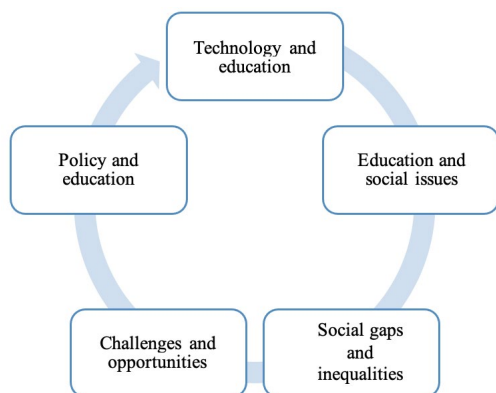 Technology and
education
Education and
social issues
Social gaps
and
inequalities
Challenges and
opportunities
Policy and
education